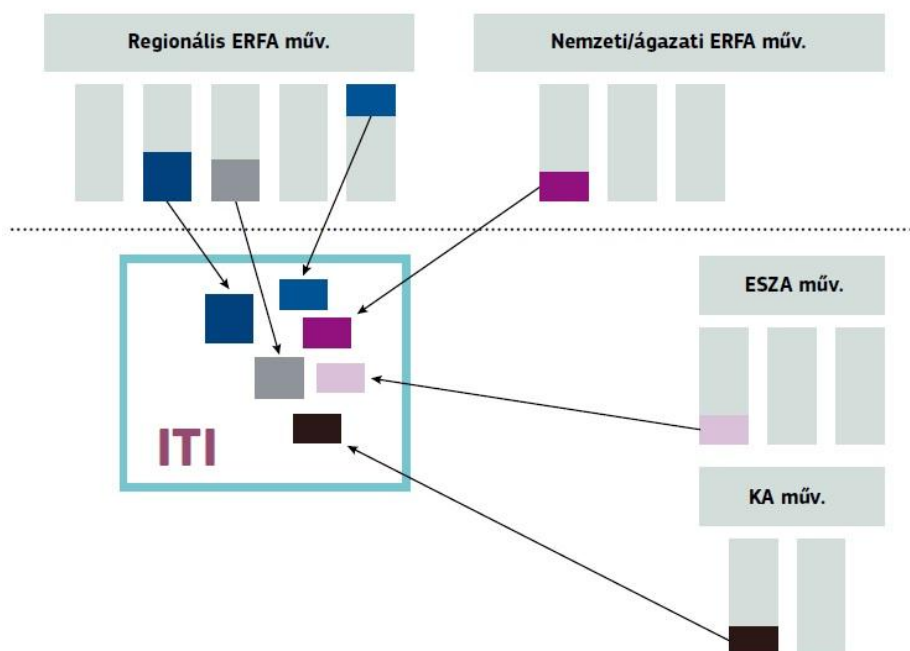 Regionális ERFA műv.
Nemzeti/ágazati ERFA műv.
ESZA műv.
ITI
KA műv.